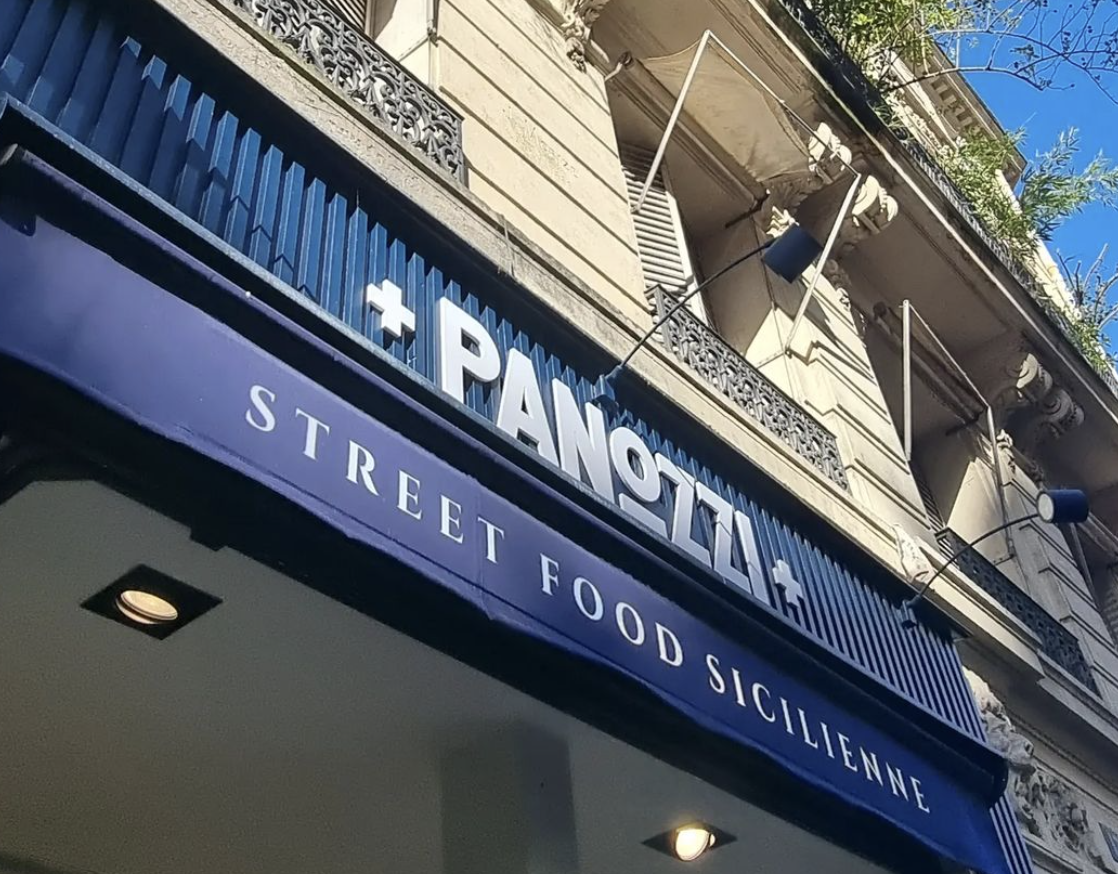 + PANOZZI +
STREET FOOD SICILIENNE